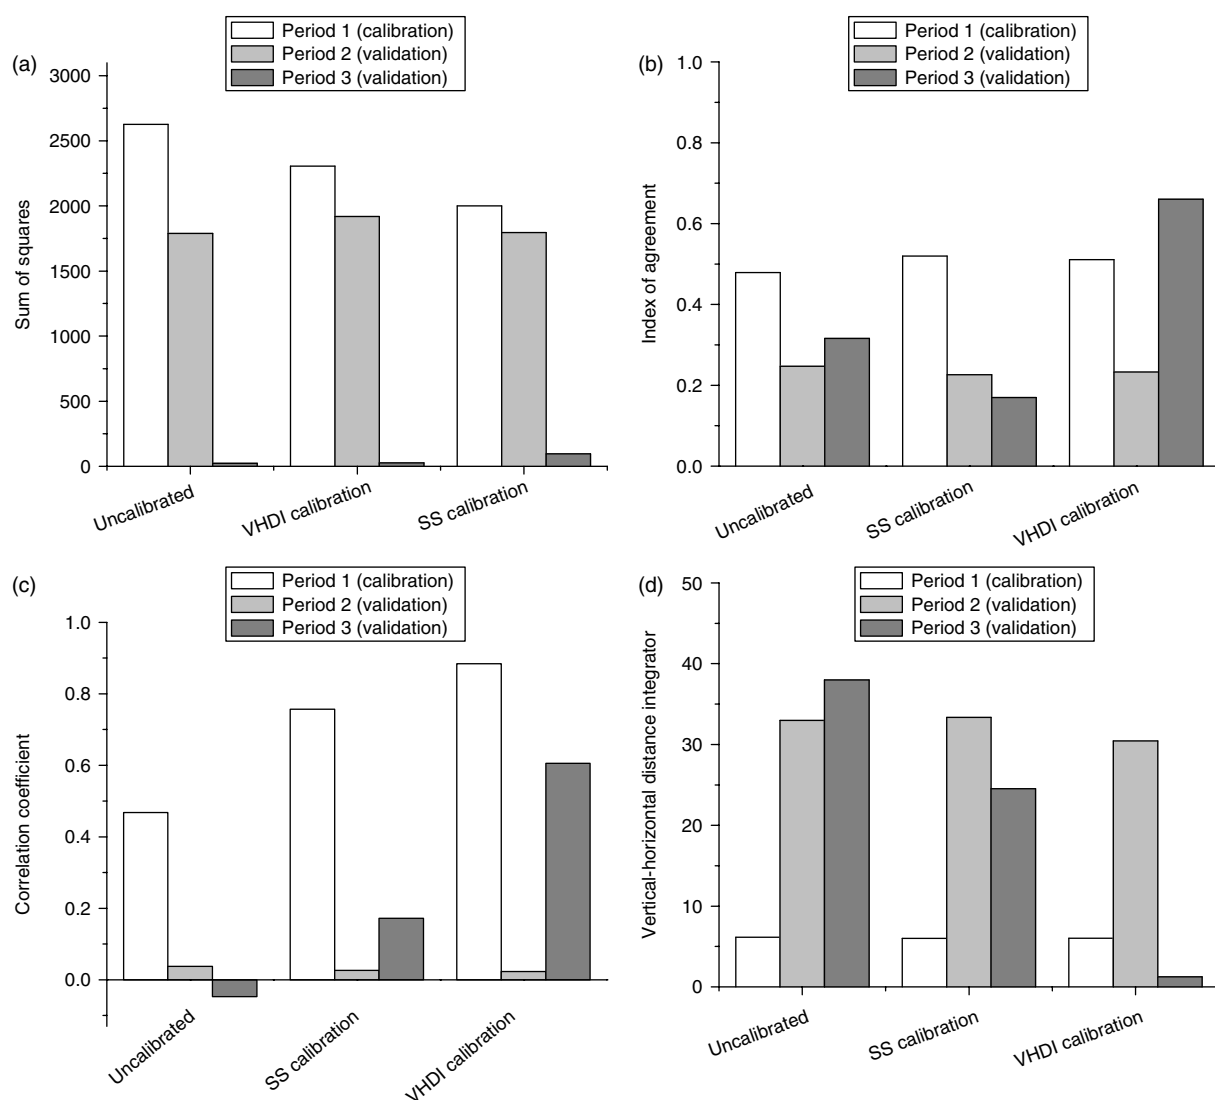 (a)
Period 1 (calibration)
Period 2 (validation)
Period 3 (validation)
3000
2500
2000
1500
1000
500
0
Sum of squares
Uncalibrated
VHDI calibration
SS calibration
(b)
Period 1 (calibration)
Period 2 (validation)
Period 3 (validation)
1.0
0.8
0.6
0.4
0.2
0.0
Index of agreement
Uncalibrated
SS calibration
VHDI calibration
(c)
Period 1 (calibration)
Period 2 (validation)
Period 3 (validation)
1.0
0.8
0.6
0.4
0.2
0.0
Correlation coefficient
Uncalibrated
SS calibration
VHDI calibration
(d)
Period 1 (calibration)
Period 2 (validation)
Period 3 (validation)
50
40
30
20
10
0
Vertical-horizontal distance integrator
Uncalibrated
SS calibration
VHDI calibration